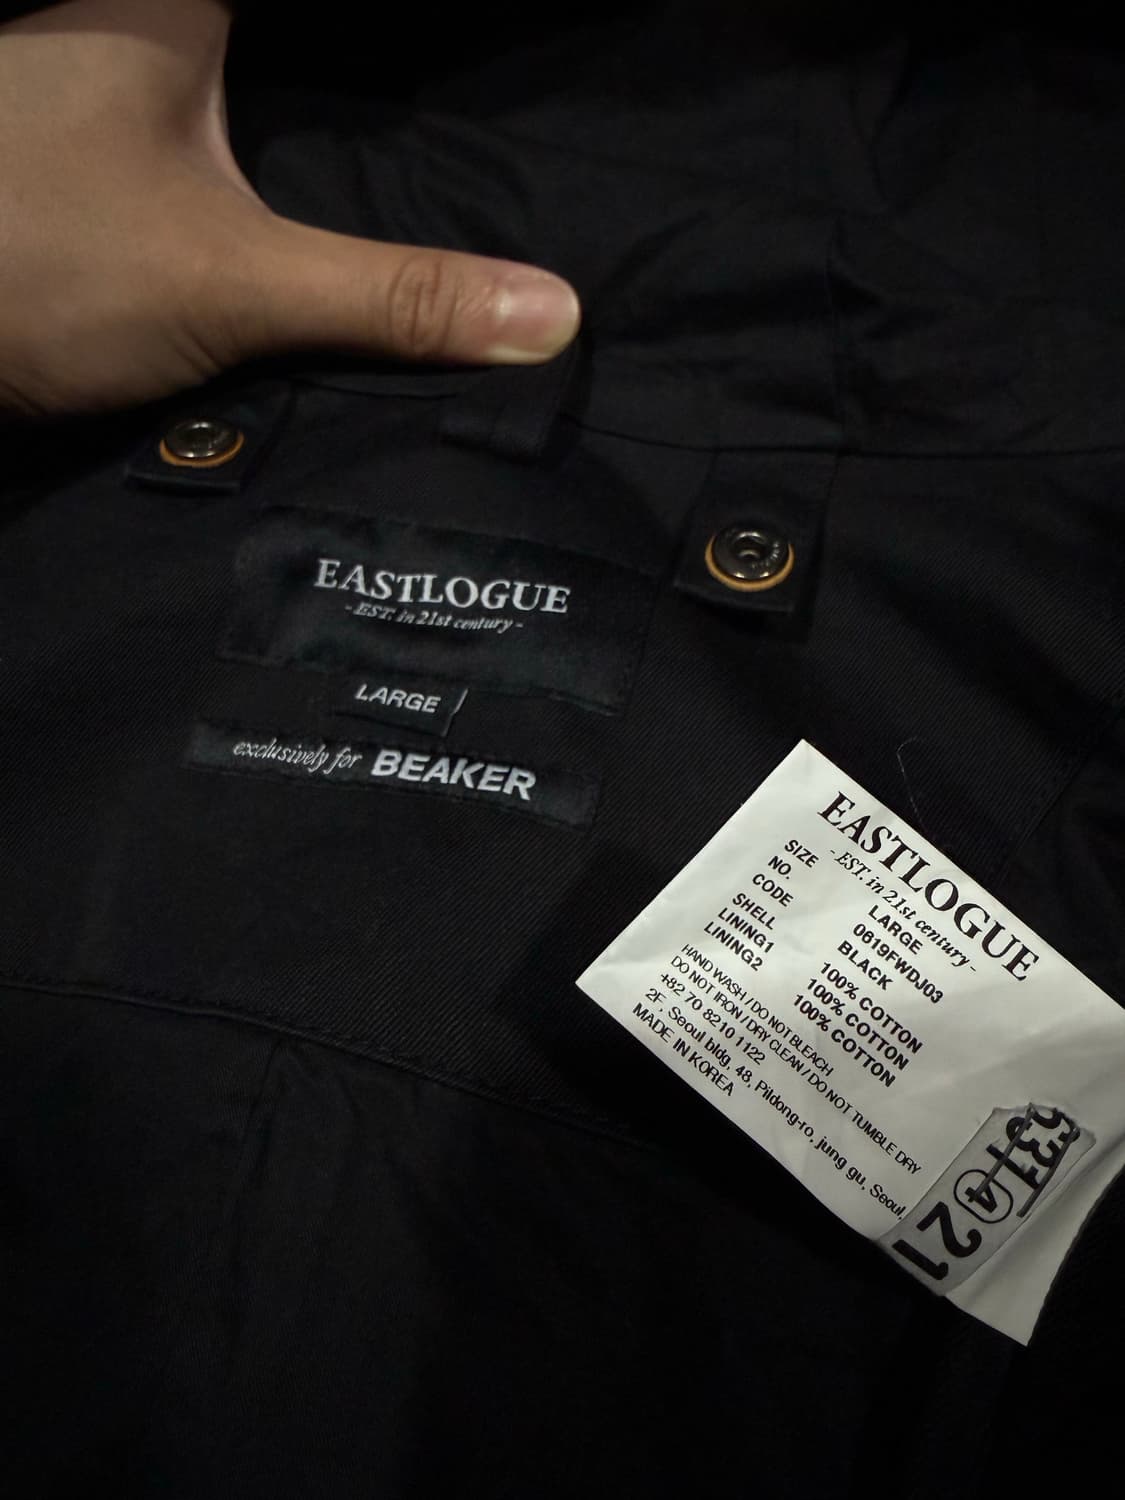 EASTLOGUE
- EST. in 21st century -
LARGE
exclusively for BEAKER
EASTLOGUE
- EST. in 21st century -
SIZE LARGE
NO. 0619FWDJ03
CODE BLACK
SHELL 100% COTTON
LINING1 100% COTTON
LINING2 100% COTTON
HAND WASH / DO NOT BLEACH
DO NOT IRON / DRY CLEAN / DO NOT TUMBLE DRY
+82 70 8210 1122
2F, Seoul bldg, 48, Pildong-ro, jung gu, Seoul,
MADE IN KOREA
4
21